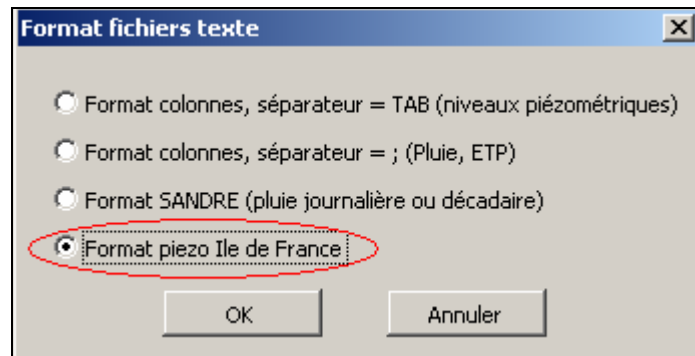 Format fichiers texte
Format colonnes, séparateur = TAB (niveaux piézométriques)
Format colonnes, séparateur = ; (Pluie, ETP)
Format SANDRE (pluie journalière ou décadaire)
Format piezo Ile de France
OK
Annuler